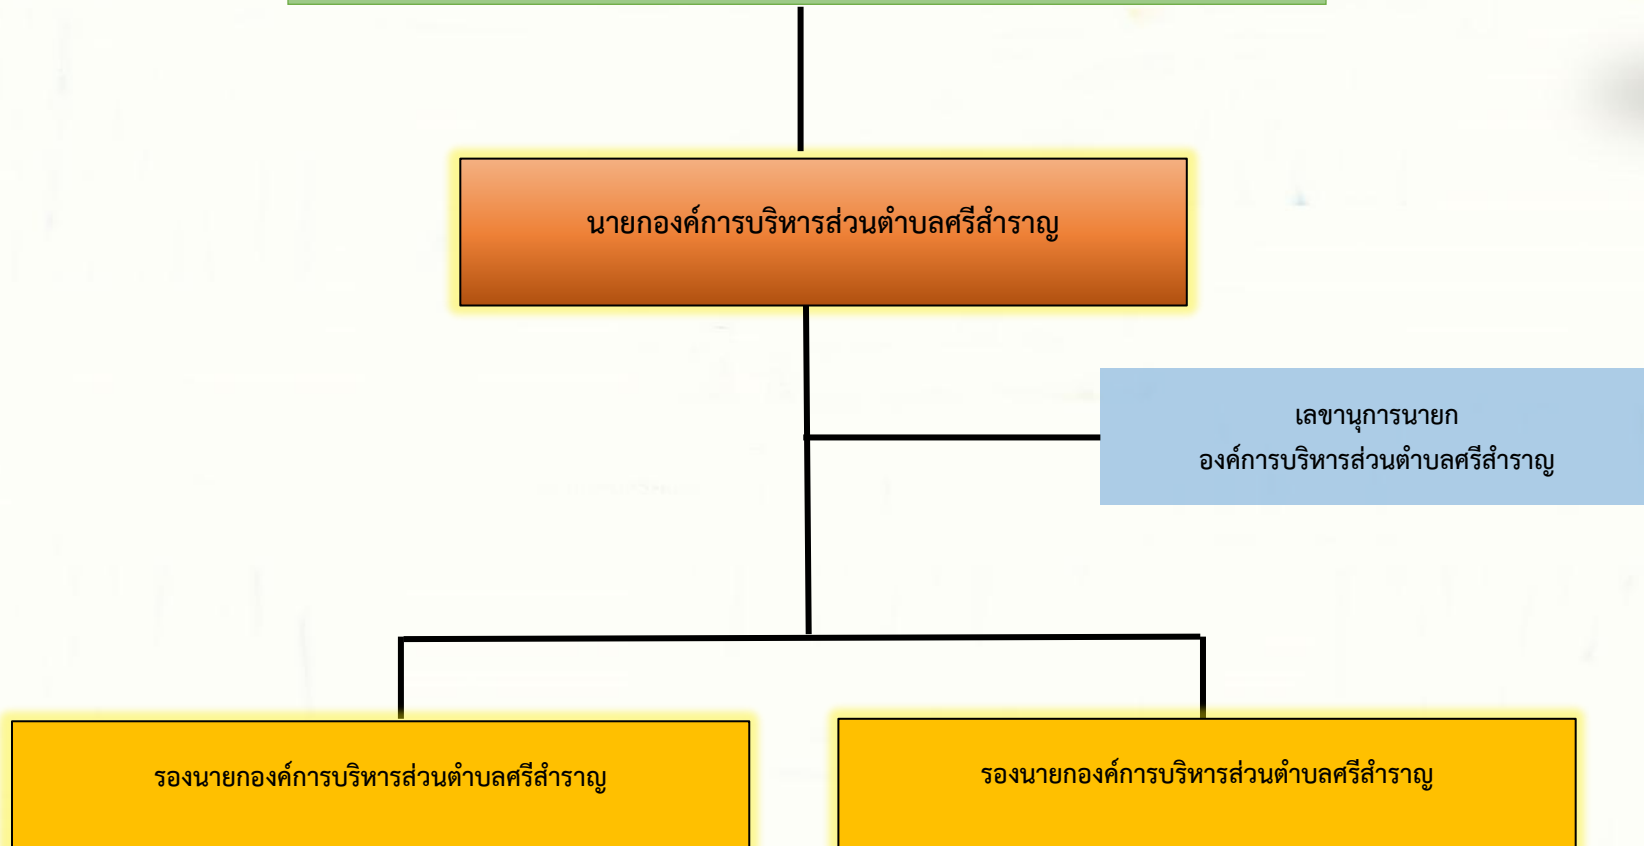 นายกองค์การบริหารส่วนตำบลศรีสำราญ
เลขานุการนายก
องค์การบริหารส่วนตำบลศรีสำราญ
รองนายกองค์การบริหารส่วนตำบลศรีสำราญ
รองนายกองค์การบริหารส่วนตำบลศรีสำราญ